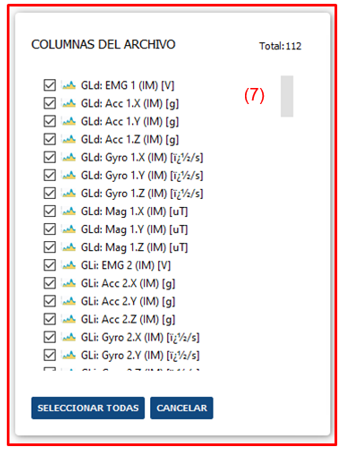 COLUMNAS DEL ARCHIVO Total:112
(7)
GLd: EMG 1 (IM) [V]
GLd: Acc 1.X (IM) [g]
GLd: Acc 1.Y (IM) [g]
GLd: Acc 1.Z (IM) [g]
GLd: Gyro 1.X (IM) [ï¿½/s]
GLd: Gyro 1.Y (IM) [ï¿½/s]
GLd: Gyro 1.Z (IM) [ï¿½/s]
GLd: Mag 1.X (IM) [uT]
GLd: Mag 1.Y (IM) [uT]
GLd: Mag 1.Z (IM) [uT]
GLi: EMG 2 (IM) [V]
GLi: Acc 2.X (IM) [g]
GLi: Acc 2.Y (IM) [g]
GLi: Acc 2.Z (IM) [g]
GLi: Gyro 2.X (IM) [ï¿½/s]
GLi: Gyro 2.Y (IM) [ï¿½/s]
SELECCIONAR TODAS CANCELAR